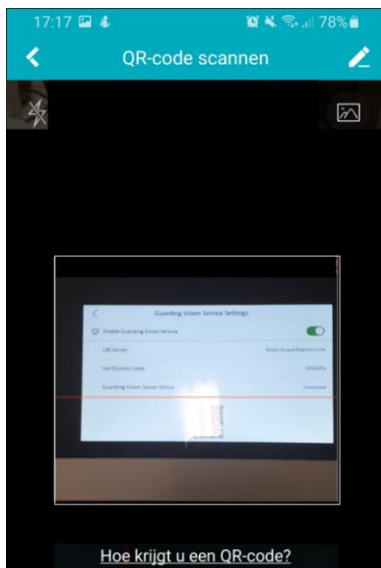 17:17 78%
QR-code scannen
Guarding Vision Service Settings
Enable Guarding Vision Service
LBS Server
Verification Code
Guarding Vision Server Status Connected
Hoe krijgt u een QR-code?